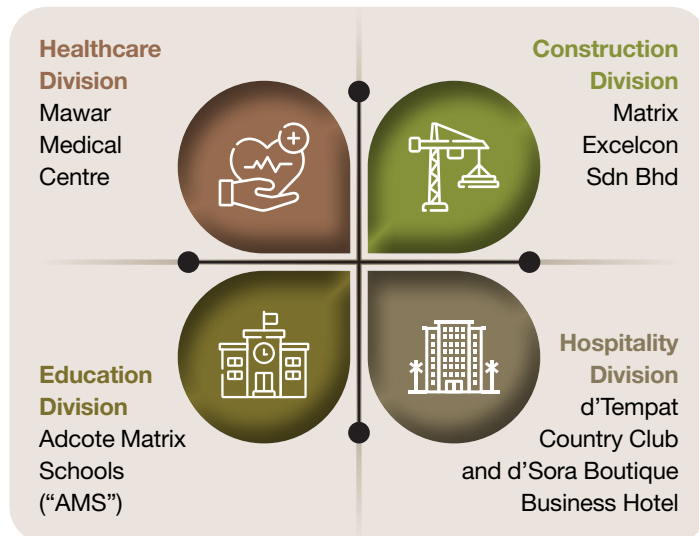 Healthcare
Division
Mawar
Medical
Centre
Construction
Division
Matrix
Excelcon
Sdn Bhd
Education
Division
Adcote Matrix
Schools
(“AMS”)
Hospitality
Division
d’Tempat
Country Club
and d’Sora Boutique
Business Hotel